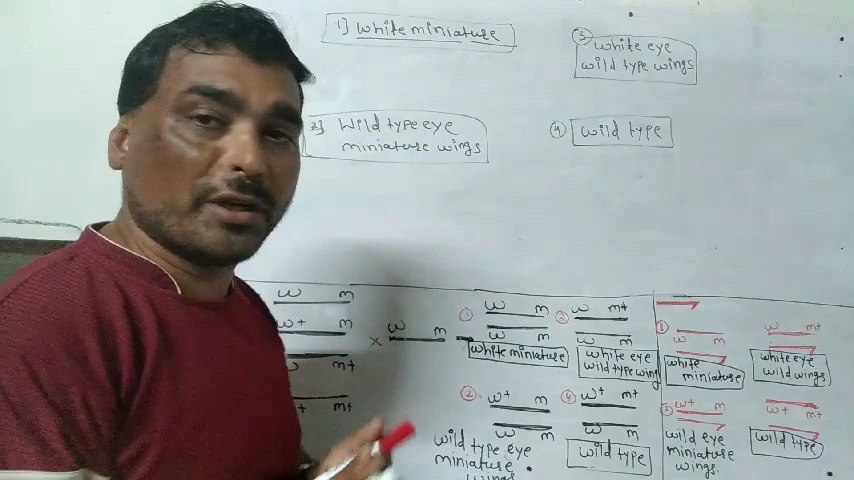 1] white miniature
2] Wild type eye
miniature wings
3 white eye
wild type wings
4 wild type
w m
w+ m
w m+
+ m+
× w m
1 w m
w m
white miniature
2 w m+
w m
white eye
wild type wing
2 w+ m
w m
wild type eye
miniature
wings
4 w+ m+
w m
wild type
1 w m
white
miniature
w m+
white eye
wild wings
2 w+ m
wild eye
miniature
wings.
w+ m+
wild type